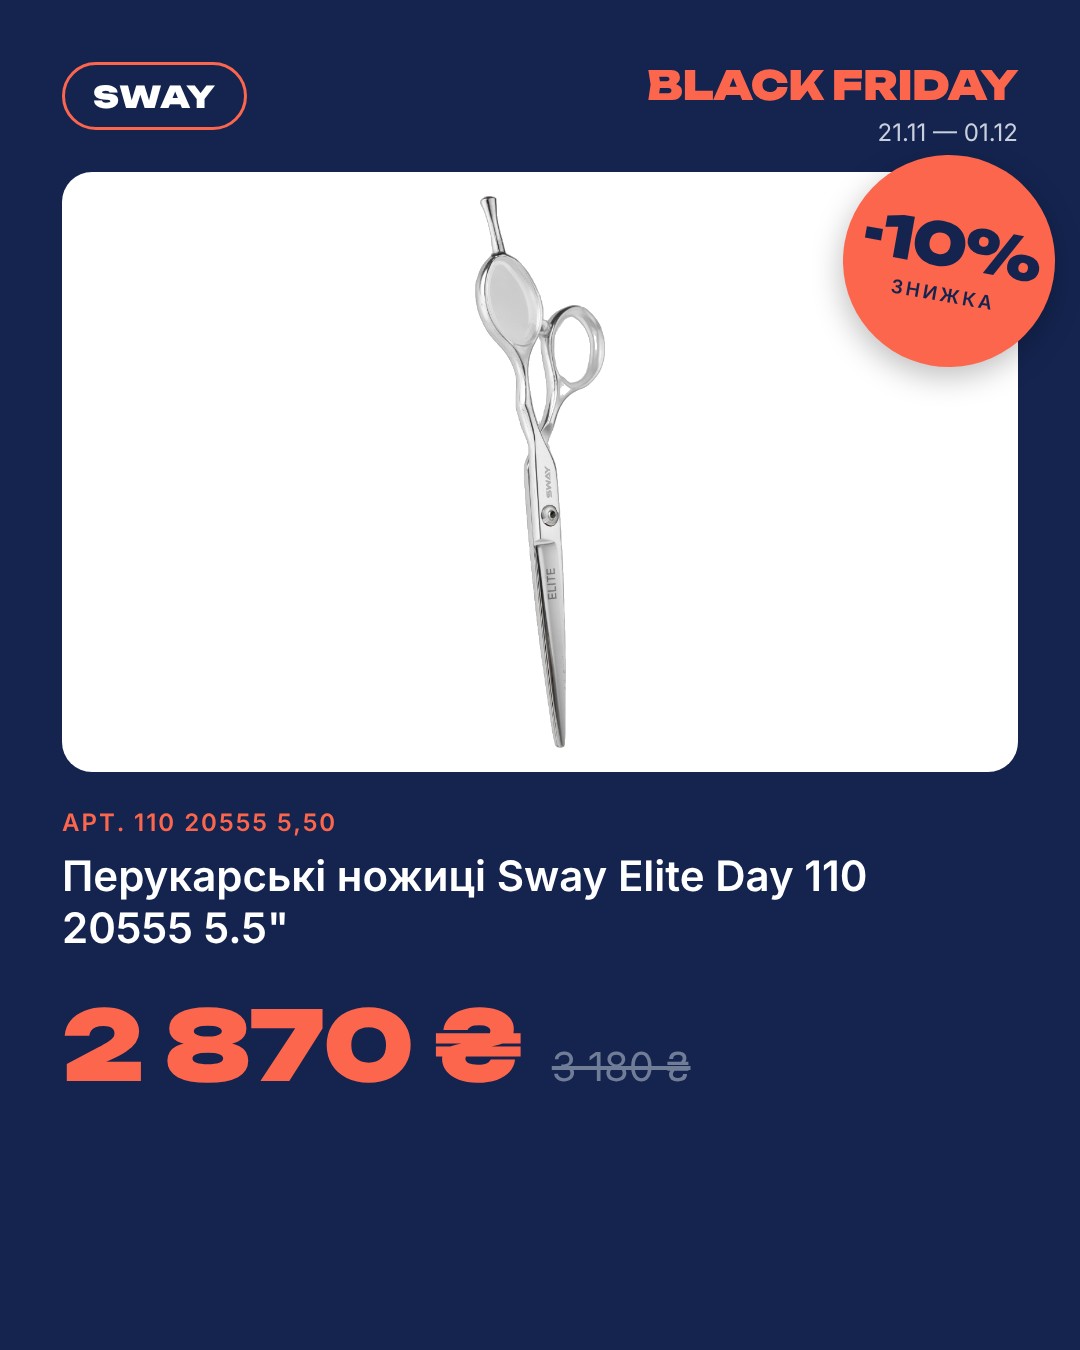 SWAY
BLACK FRIDAY
21.11 — 01.12
-10%
ЗНИЖКА
SWAY
ELITE
АРТ. 110 20555 5,50
Перукарські ножиці Sway Elite Day 110
20555 5.5"
2 870 ₴ 3 180 ₴